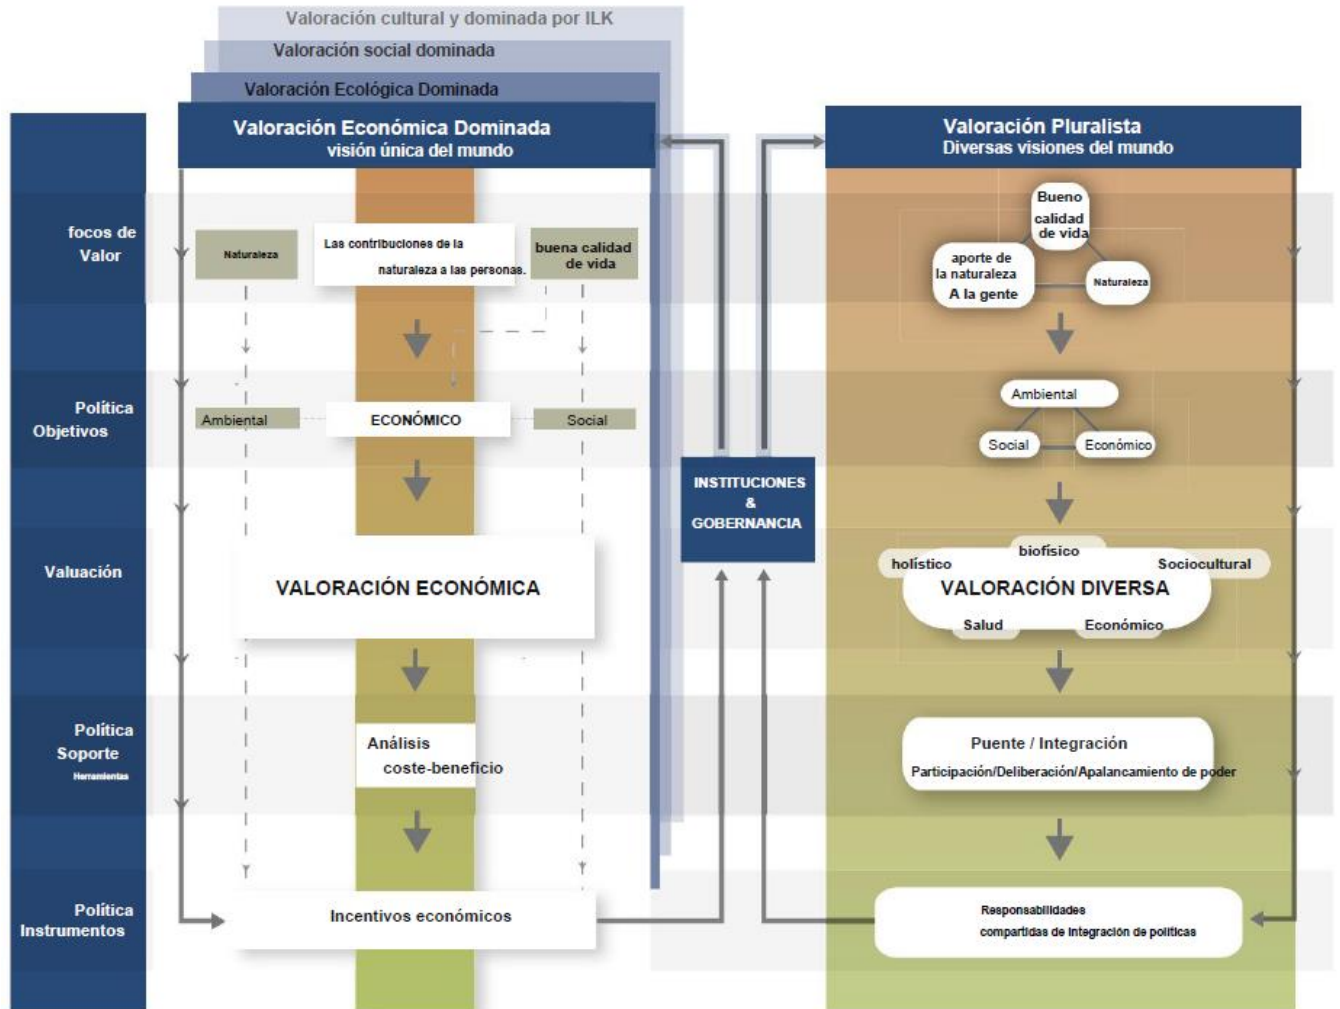 Valoración cultural y dominada por ILK
Valoración social dominada
Valoración Ecológica Dominada
Valoración Económica Dominada
visión única del mundo
Valoración Pluralista
Diversas visiones del mundo
focos de
Valor
Naturaleza
Las contribuciones de la
naturaleza a las personas.
buena calidad
de vida
Bueno
calidad
de vida
aporte de
la naturaleza
A la gente
Naturaleza
Política
Objetivos
Ambiental
ECONÓMICO
Social
Ambiental
Social
Económico
INSTITUCIONES
&
GOBERNANCIA
Valuación
VALORACIÓN ECONÓMICA
holístico
biofísico
Sociocultural
VALORACIÓN DIVERSA
Salud
Económico
Política
Soporte
Herramientas
Análisis
coste-beneficio
Puente / Integración
Participación/Deliberación/Apalancamiento de poder
Política
Instrumentos
Incentivos económicos
Responsabilidades
compartidas de integración de políticas